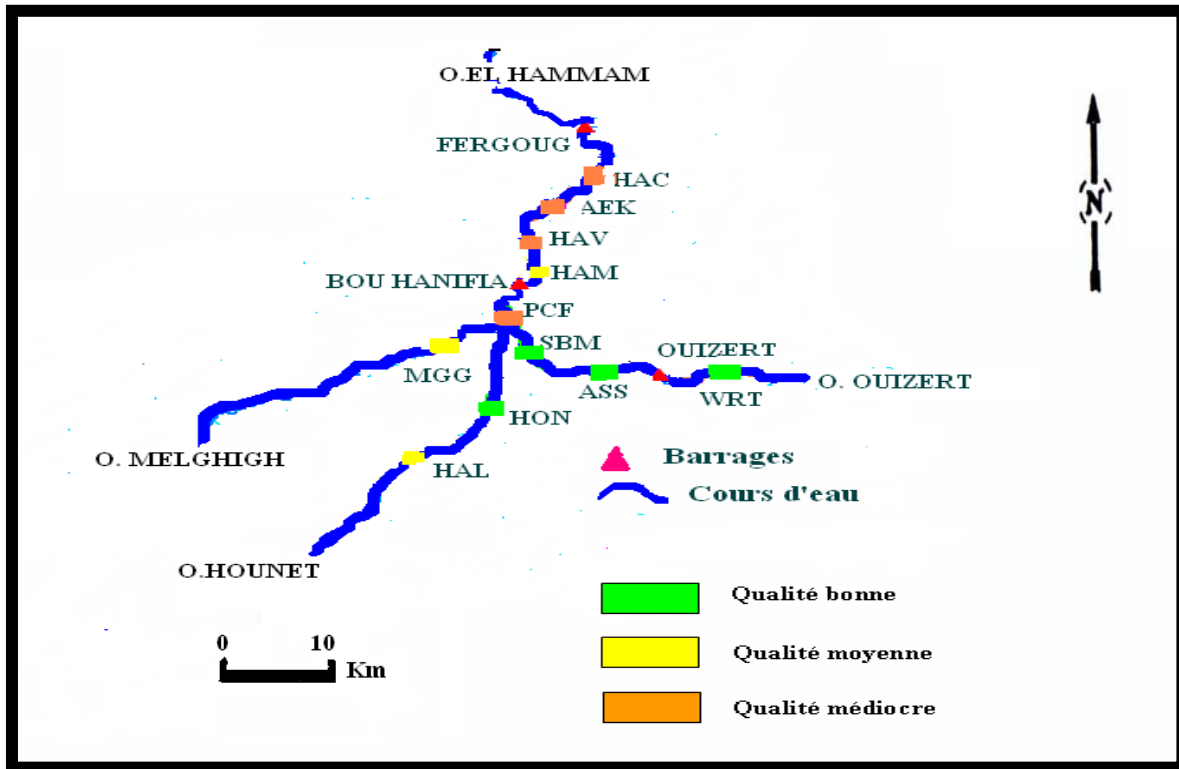 O.EL HAMMAM
FERGOUG
HAC
AEK
HAV
HAM
BOU HANIFIA
PCF
SBM
MGG
OUIZERT
ASS
WRT
O. OUIZERT
HON
O. MELGHIGH
HAL
O.HOUNET
N
Barrages
Cours d'eau
Qualité bonne
Qualité moyenne
Qualité médiocre
0 10
Km